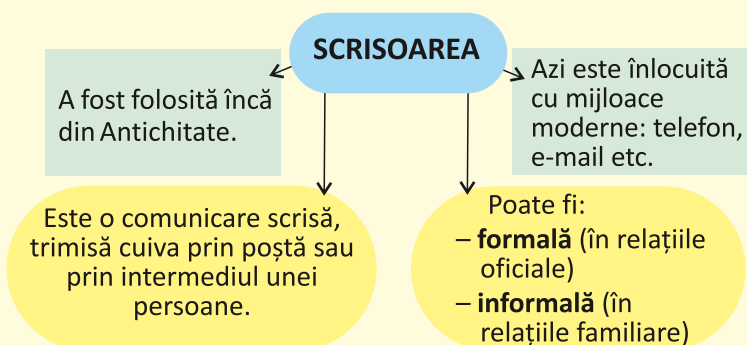 SCRISOAREA
A fost folosită încă
din Antichitate.
Azi este înlocuită
cu mijloace
moderne: telefon,
e-mail etc.
Este o comunicare scrisă,
trimisă cuiva prin poștă sau
prin intermediul unei
persoane.
Poate fi:
– formală (în relațiile
oficiale)
– informală (în
relațiile familiare)